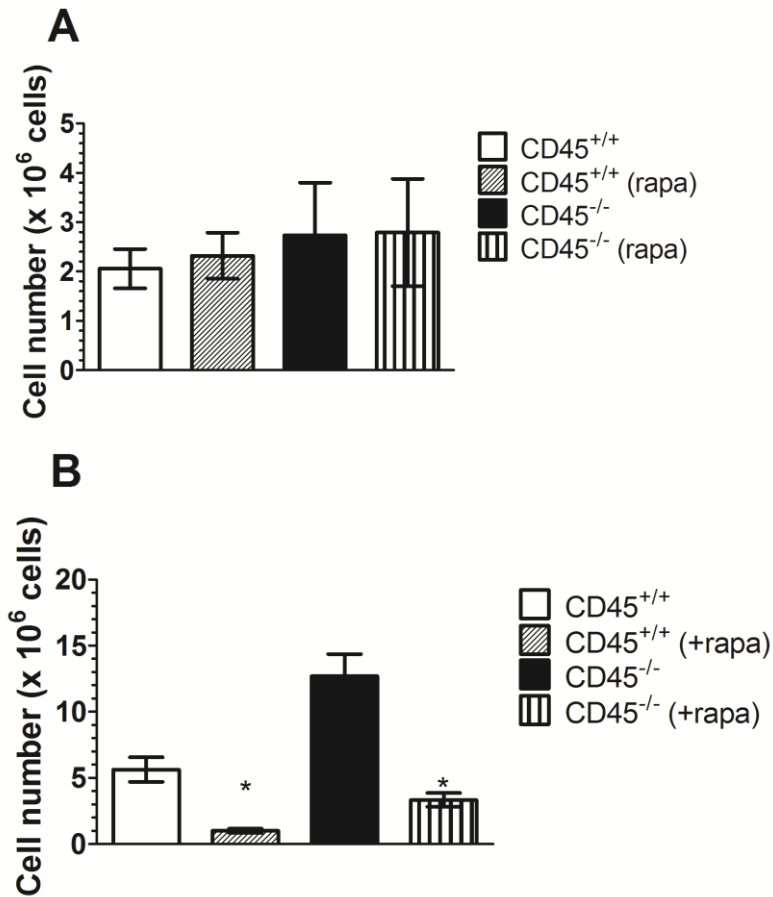 A
Cell number (x 10⁶ cells)
5
4
3
2
1
0
CD45⁺/⁺
CD45⁺/⁺ (rapa)
CD45⁻/⁻
CD45⁻/⁻ (rapa)
B
Cell number (x 10⁶ cells)
20
15
10
5
0
*
*
CD45⁺/⁺
CD45⁺/⁺ (+rapa)
CD45⁻/⁻
CD45⁻/⁻ (+rapa)